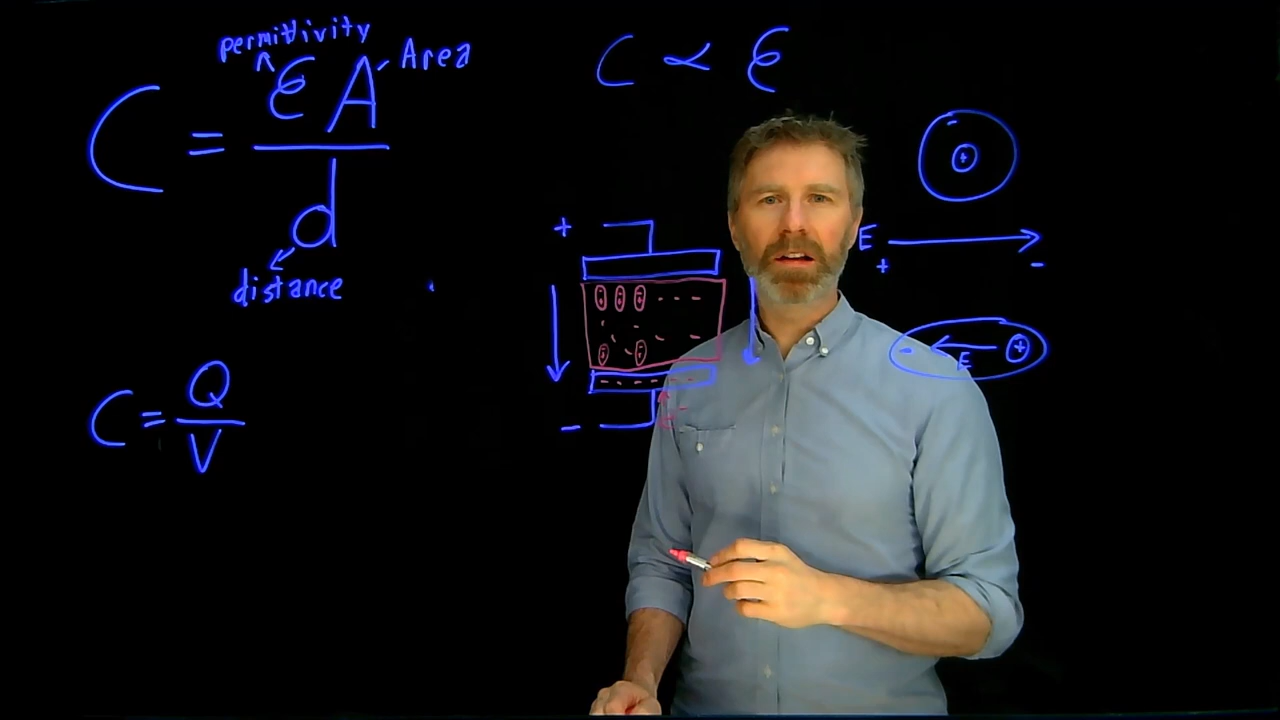 permittivity
Area
C = εA / d
distance
C = Q / V
C ∝ ε
+
-
+
E
+ -
- E +